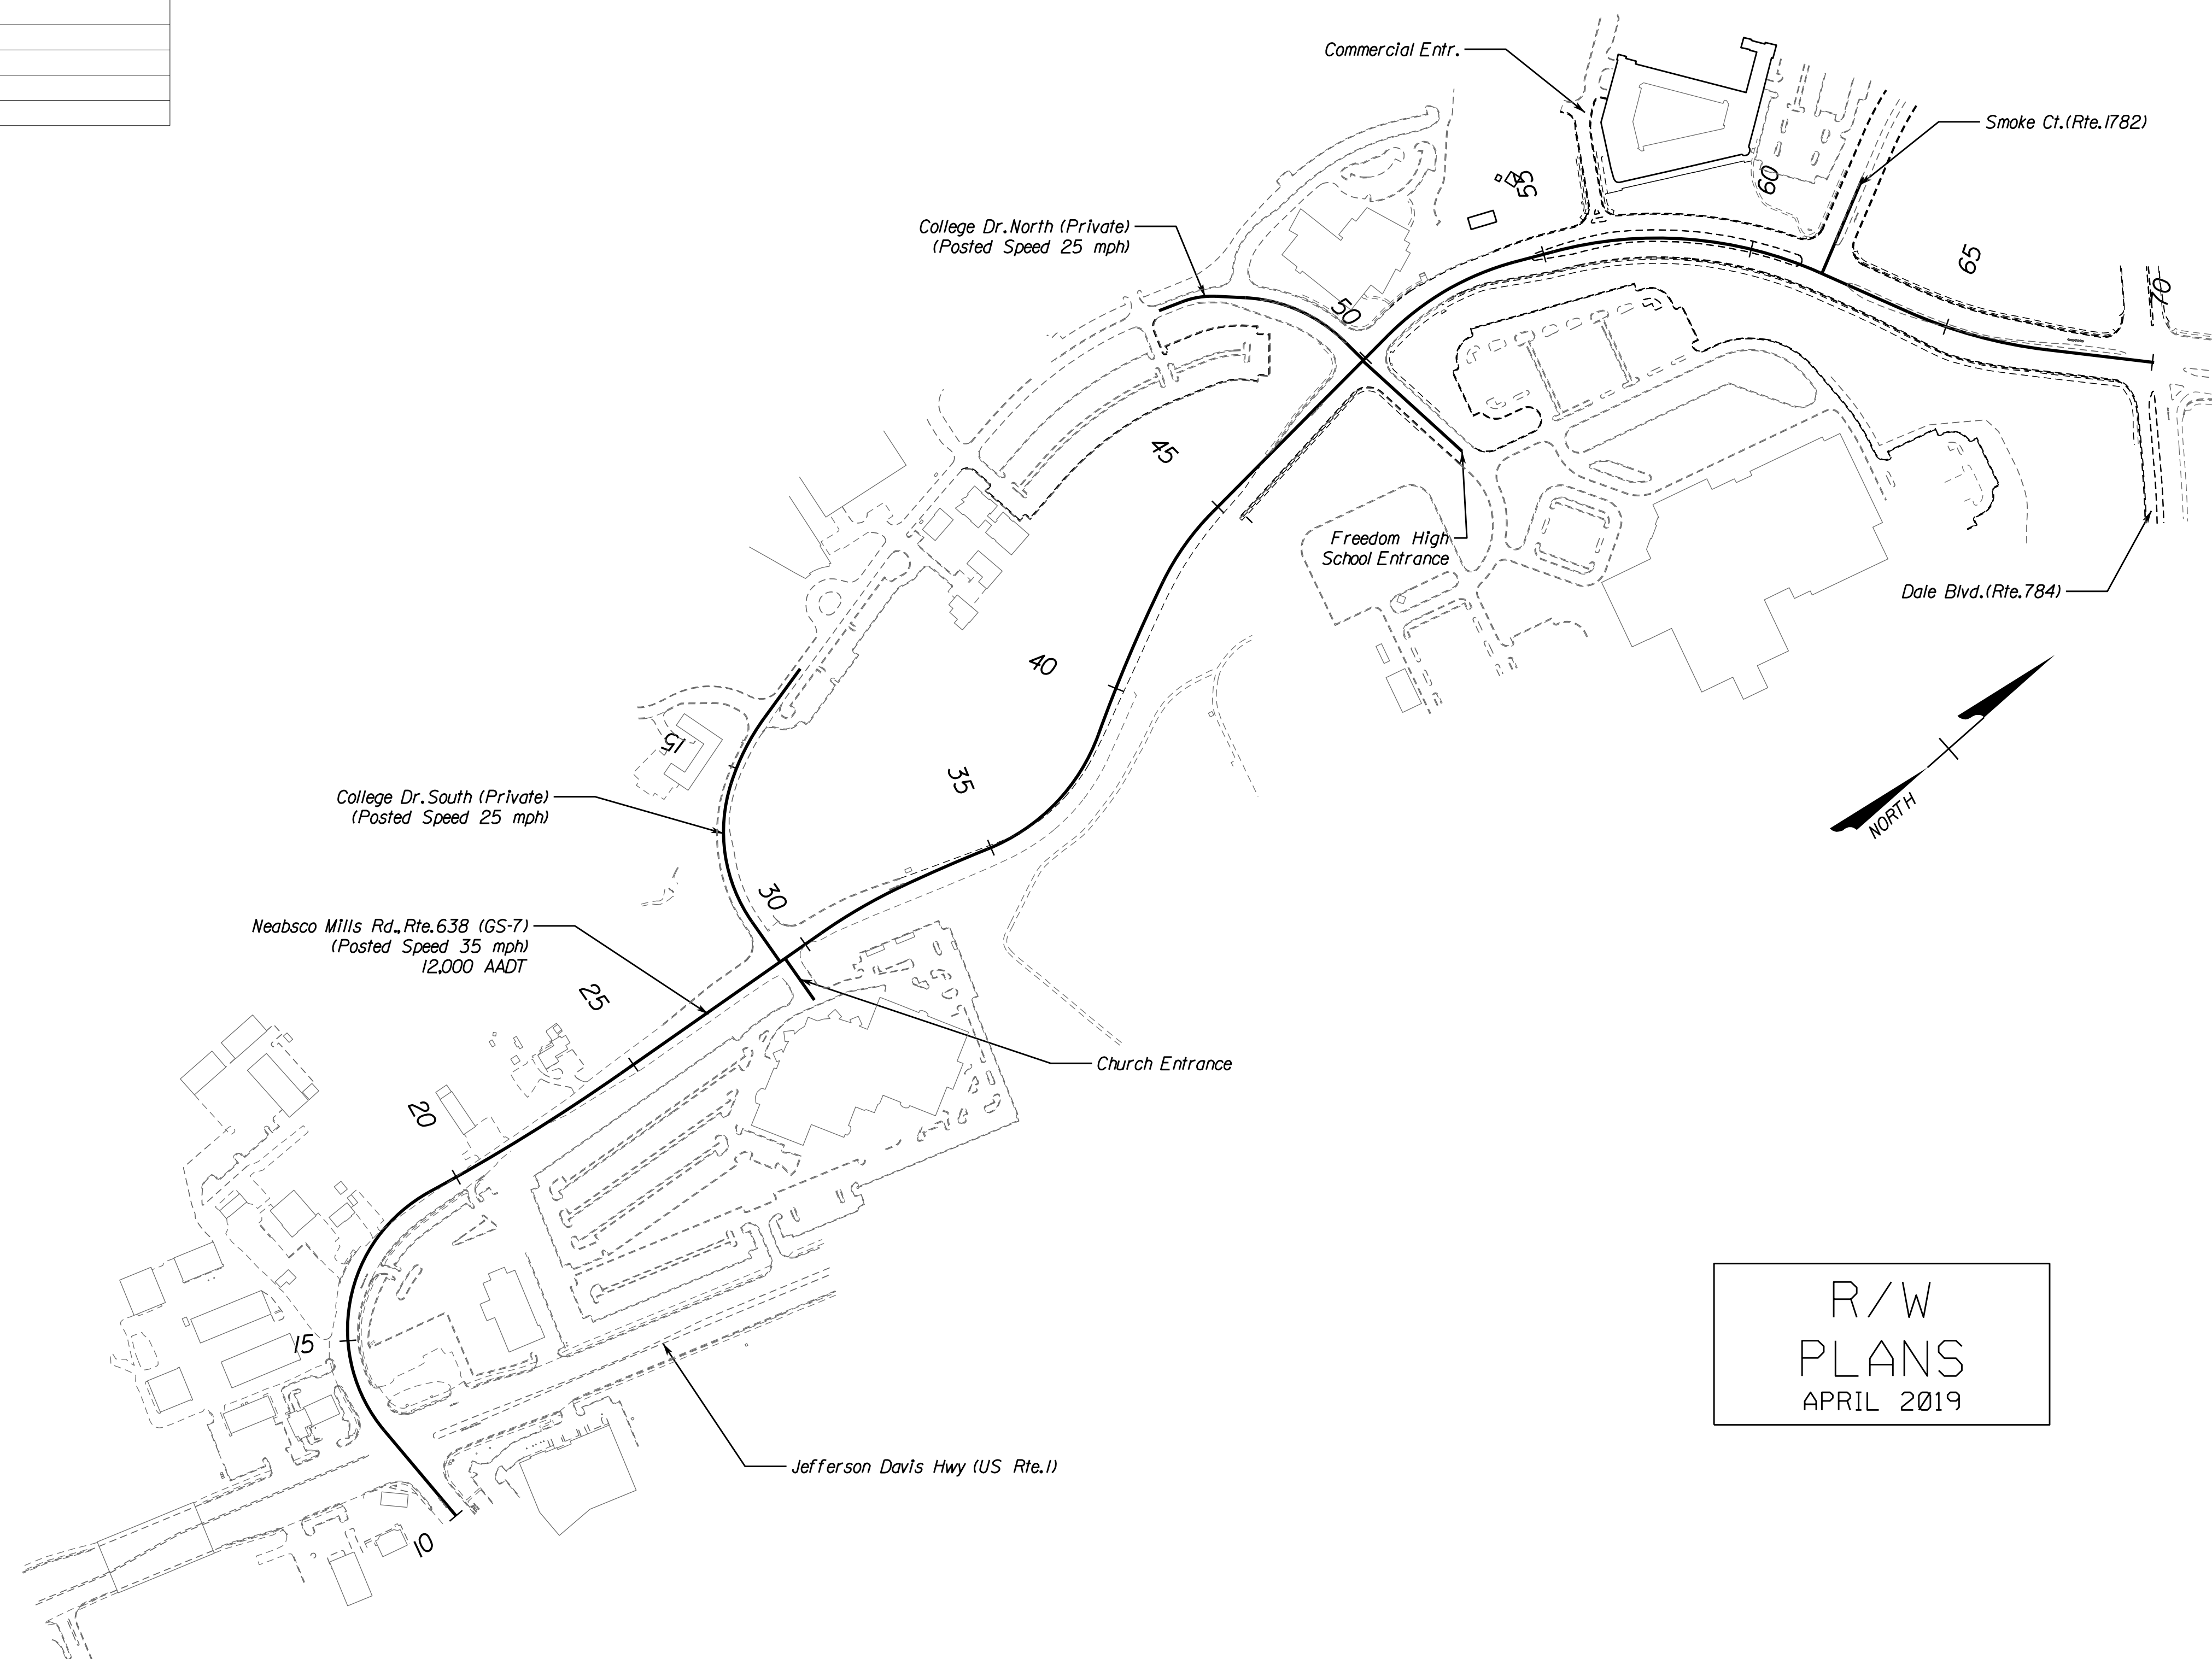 Commercial Entr.
Smoke Ct.(Rte.1782)
60
55
College Dr.North (Private)
(Posted Speed 25 mph)
65
70
50
45
Freedom High
School Entrance
Dale Blvd.(Rte.784)
40
15
35
College Dr.South (Private)
(Posted Speed 25 mph)
NORTH
30
Neabsco Mills Rd.,Rte.638 (GS-7)
(Posted Speed 35 mph)
12,000 AADT
25
Church Entrance
20
15
R/W
PLANS
APRIL 2019
Jefferson Davis Hwy (US Rte.1)
10